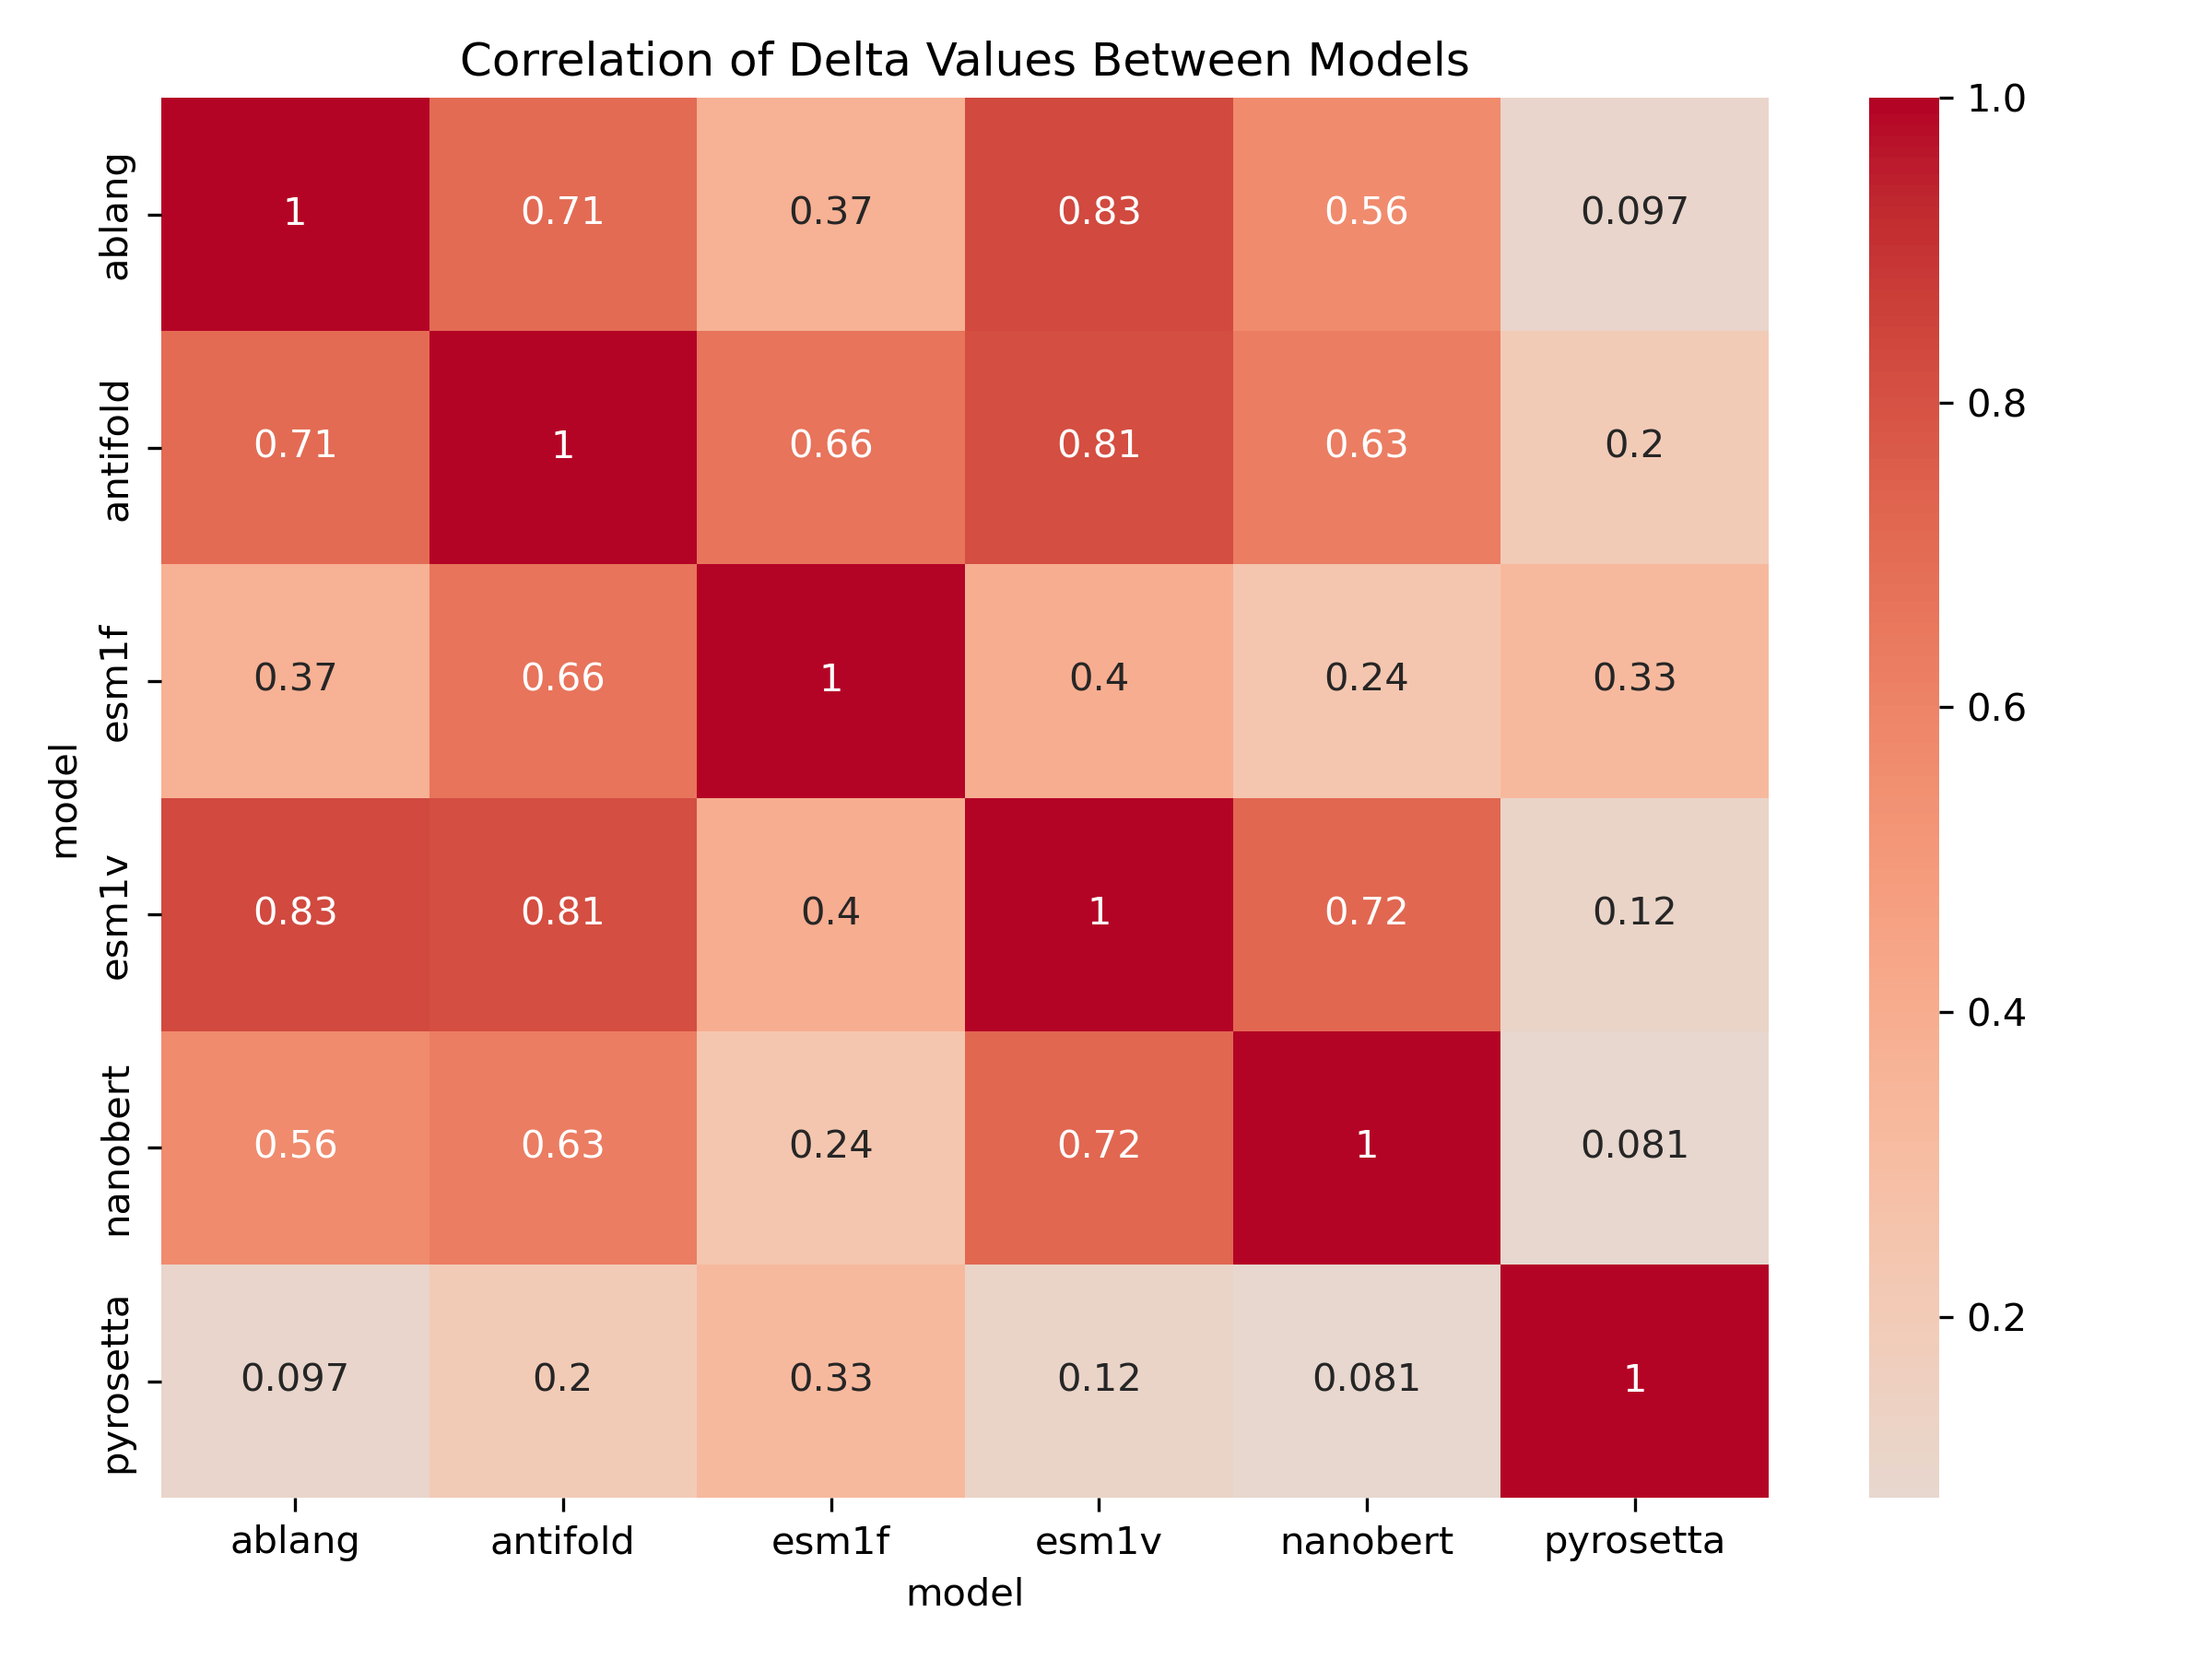 Correlation of Delta Values Between Models
model
ablang 1 0.71 0.37 0.83 0.56 0.097
antifold 0.71 1 0.66 0.81 0.63 0.2
esm1f 0.37 0.66 1 0.4 0.24 0.33
esm1v 0.83 0.81 0.4 1 0.72 0.12
nanobert 0.56 0.63 0.24 0.72 1 0.081
pyrosetta 0.097 0.2 0.33 0.12 0.081 1
ablang antifold esm1f esm1v nanobert pyrosetta
model
1.0
0.8
0.6
0.4
0.2